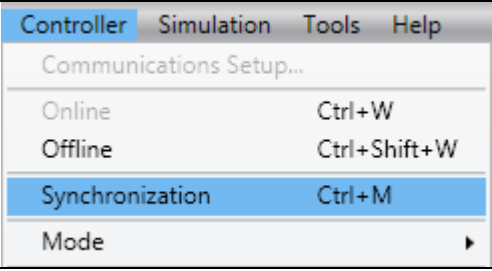 Controller Simulation Tools Help
Communications Setup...
Online Ctrl+W
Offline Ctrl+Shift+W
Synchronization Ctrl+M
Mode